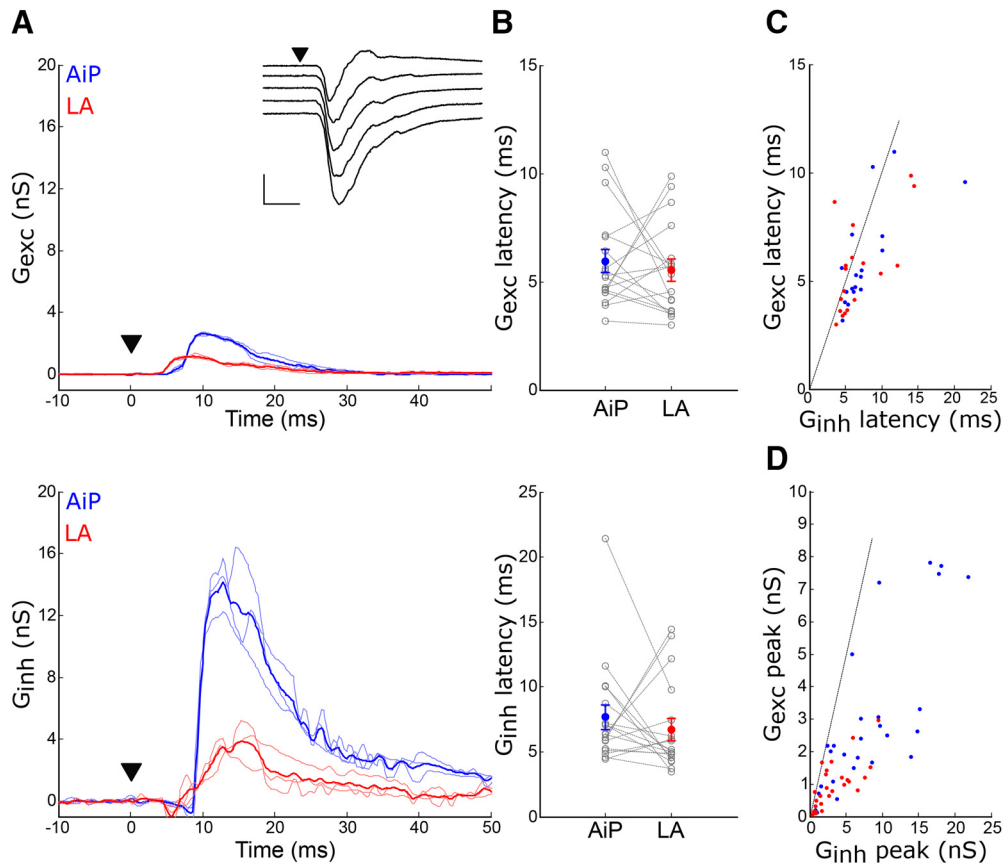 A
AiP
LA
Gexc (nS)
20
16
12
8
4
0
-10
0
10
20
30
40
50
Time (ms)
B
Gexc latency (ms)
15
10
5
0
AiP
LA
C
Gexc latency (ms)
15
10
5
0
0
5
10
15
20
25
Ginh latency (ms)
AiP
LA
Ginh (nS)
20
16
12
8
4
0
-10
0
10
20
30
40
50
Time (ms)
Ginh latency (ms)
25
20
15
10
5
0
AiP
LA
D
Gexc peak (nS)
10
9
8
7
6
5
4
3
2
1
0
0
5
10
15
20
25
Ginh peak (nS)